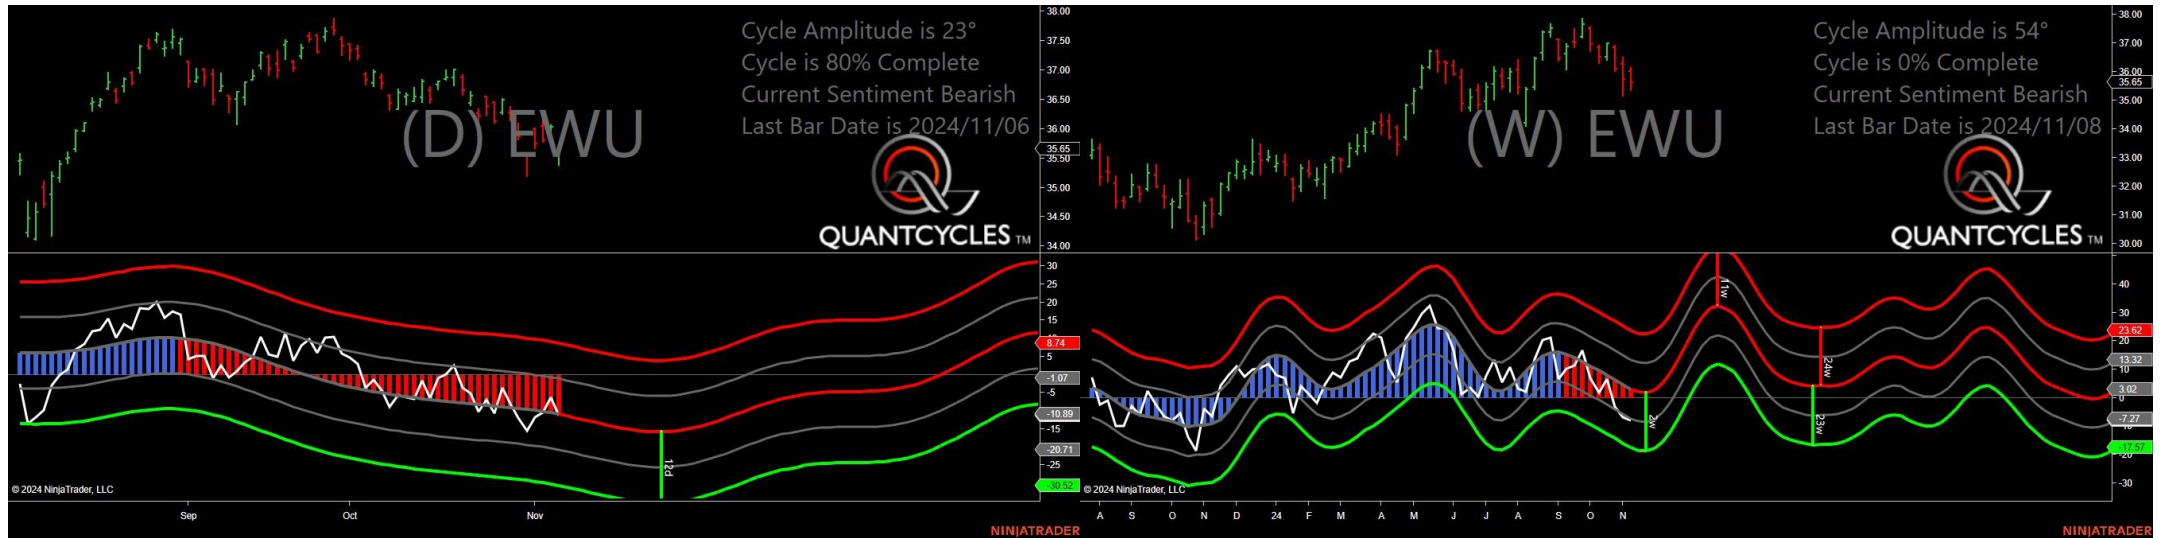 Cycle Amplitude is 23°
Cycle is 80% Complete
Current Sentiment Bearish
Last Bar Date is 2024/11/06
(D) EWU
QUANTCYCLES TM
38.00
37.50
37.00
36.50
36.00
35.65
35.50
35.00
34.50
34.00
30
25
20
15
8.74
5
-1.07
-5
-10.89
-15
-20.71
-25
-30.52
12d
© 2024 NinjaTrader, LLC
Sep Oct Nov
NINJATRADER
Cycle Amplitude is 54°
Cycle is 0% Complete
Current Sentiment Bearish
Last Bar Date is 2024/11/08
(W) EWU
QUANTCYCLES TM
38.00
37.00
36.00
35.65
35.00
34.00
33.00
32.00
31.00
30.00
11w
24w
2w
23w
40
30
23.62
20
13.32
10
3.02
0
-7.27
-17.57
-20
-30
© 2024 NinjaTrader, LLC
A S O N D 24 F M A M J J A S O N
NINJATRADER